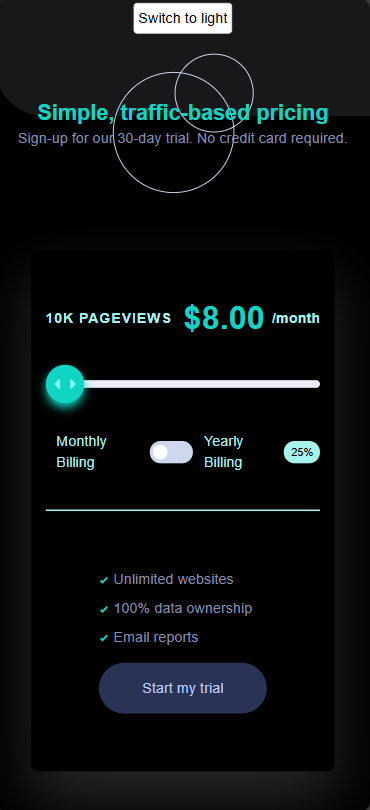 Switch to light
Simple, traffic-based pricing
Sign-up for our 30-day trial. No credit card required.
10K PAGEVIEWS $8.00 /month
Monthly
Billing
Yearly
Billing
25%
Unlimited websites
100% data ownership
Email reports
Start my trial